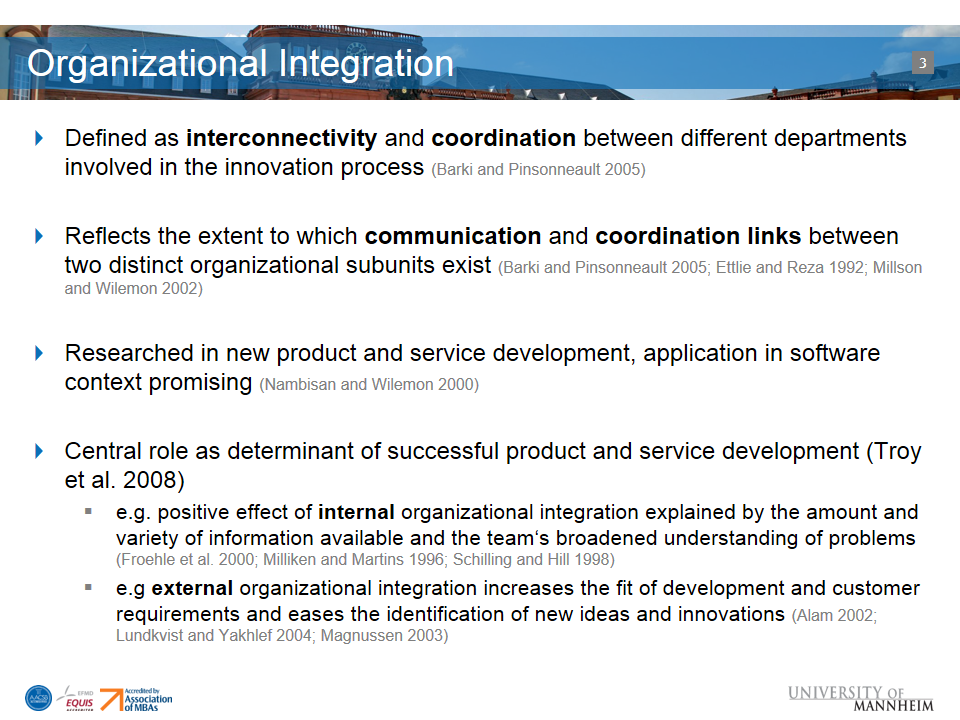 Organizational Integration
3
Defined as interconnectivity and coordination between different departments
involved in the innovation process (Barki and Pinsonneault 2005)
Reflects the extent to which communication and coordination links between
two distinct organizational subunits exist (Barki and Pinsonneault 2005; Ettlie and Reza 1992; Millson
and Wilemon 2002)
Researched in new product and service development, application in software
context promising (Nambisan and Wilemon 2000)
Central role as determinant of successful product and service development (Troy
et al. 2008)
e.g. positive effect of internal organizational integration explained by the amount and
variety of information available and the team‘s broadened understanding of problems
(Froehle et al. 2000; Milliken and Martins 1996; Schilling and Hill 1998)
e.g external organizational integration increases the fit of development and customer
requirements and eases the identification of new ideas and innovations (Alam 2002;
Lundkvist and Yakhlef 2004; Magnussen 2003)
AACSB
EFMD
EQUIS
ACCREDITED
Accredited by
Association
of MBAs
UNIVERSITY OF
MANNHEIM